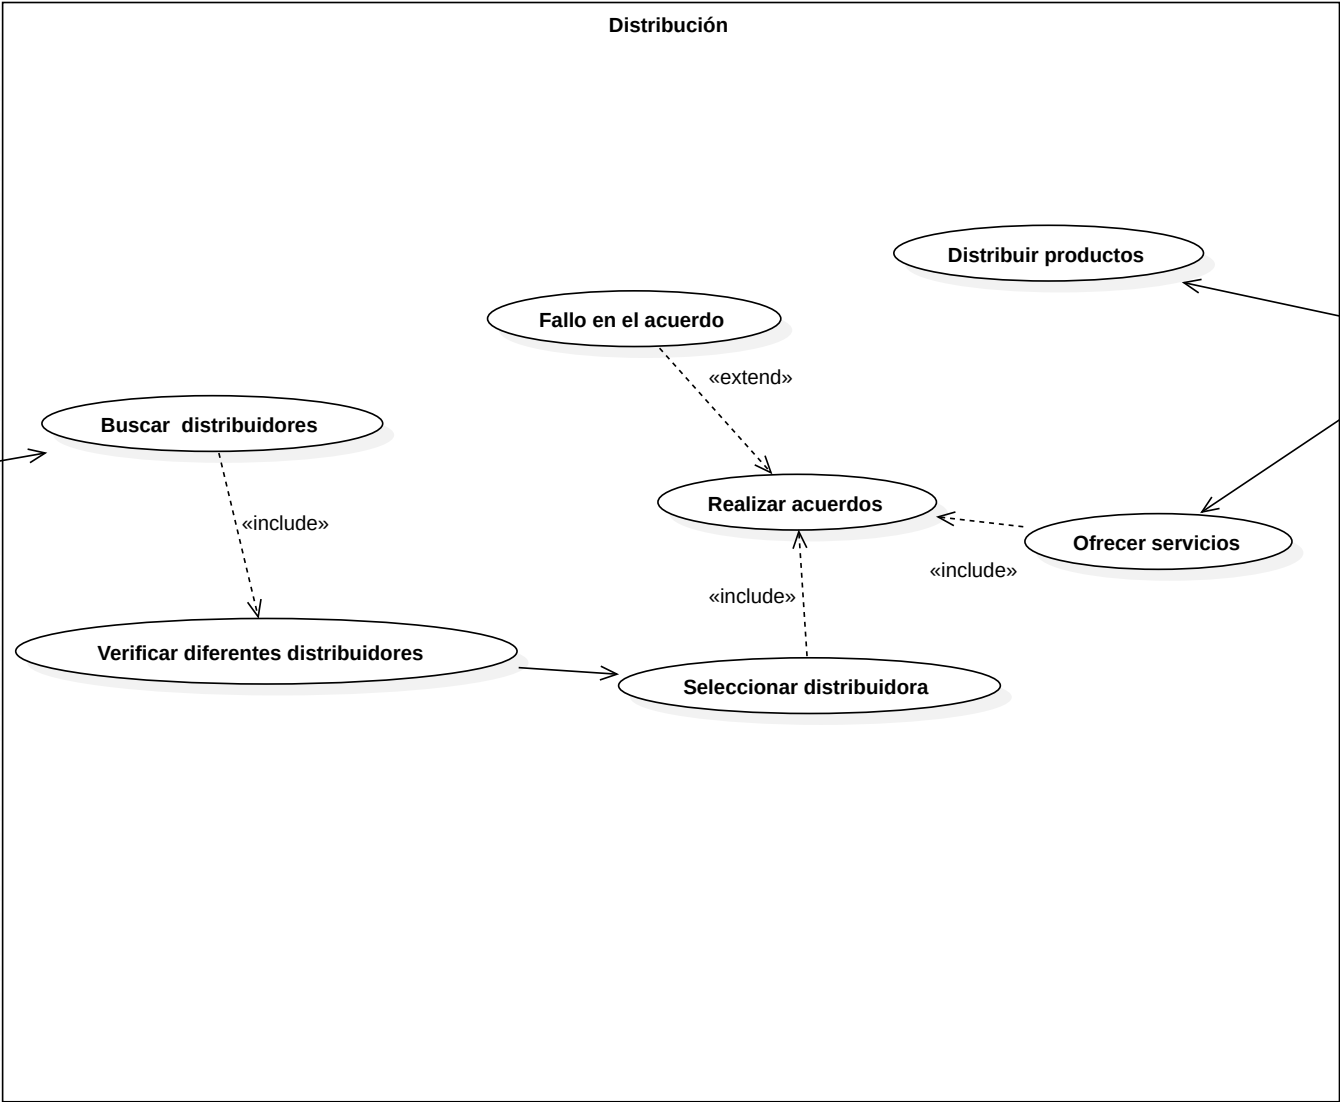 Distribución
Distribuir productos
Fallo en el acuerdo
«extend»
Buscar  distribuidores
Realizar acuerdos
«include»
Ofrecer servicios
«include»
«include»
Verificar diferentes distribuidores
Seleccionar distribuidora